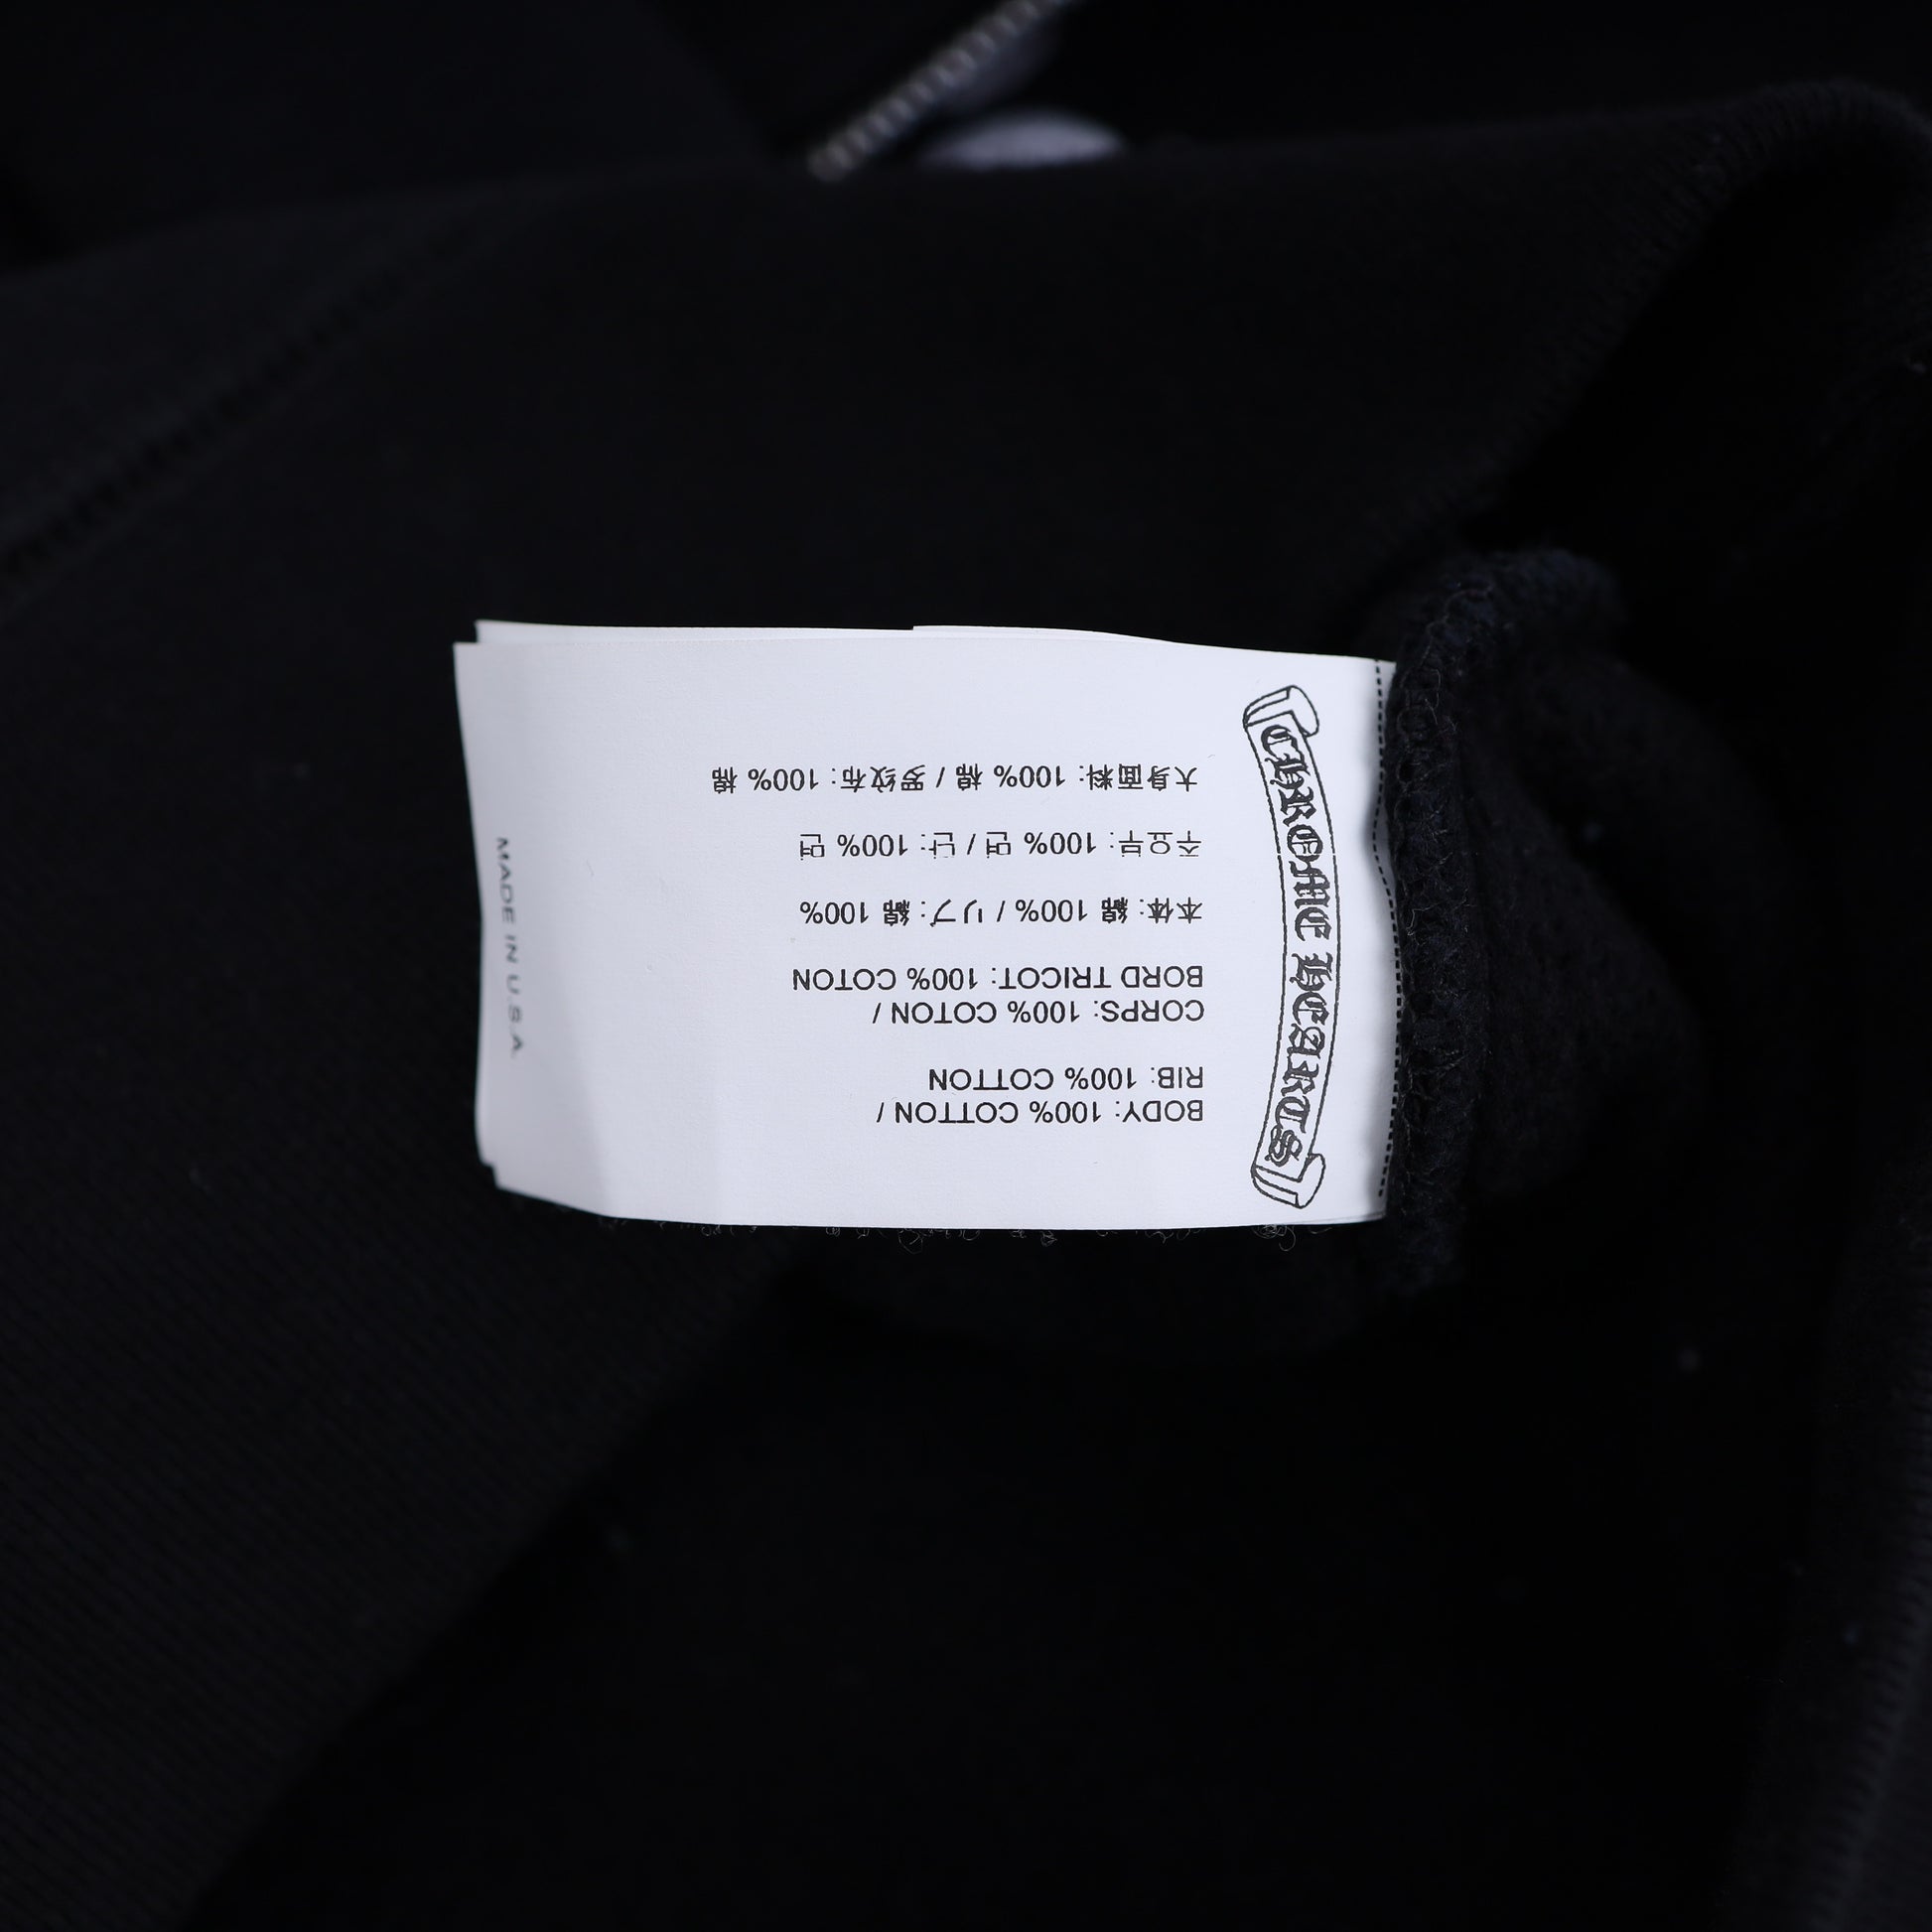 CHROME HEARTS
BODY: 100% COTTON /
RIB: 100% COTTON
CORPS: 100% COTON /
BORD TRICOT: 100% COTON
本体: 綿 100% / リブ: 綿 100%
주요부: 100% 면 / 단: 100% 면
大身面料: 100% 棉 / 罗纹布: 100% 棉
MADE IN U.S.A.